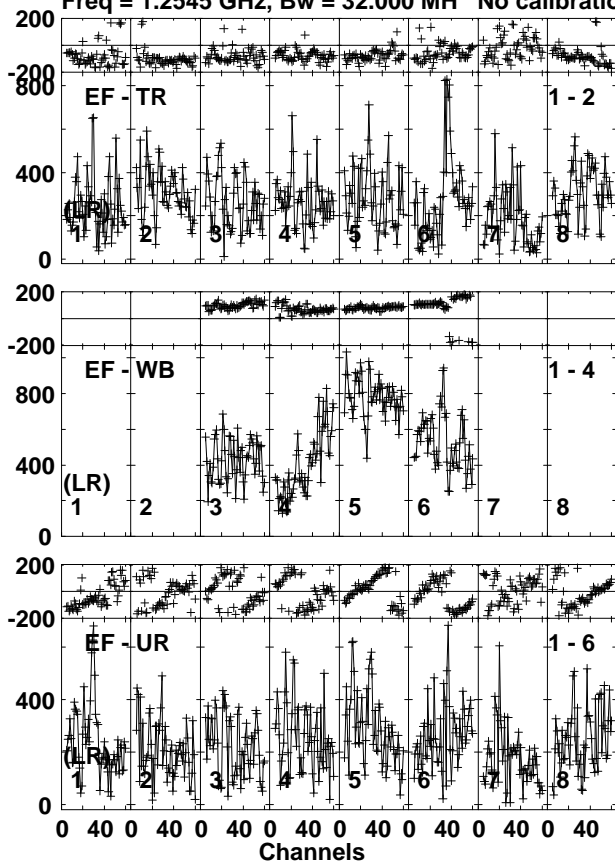 Freq = 1.2545 GHz, Bw = 32.000 MH No calibratio
200
-200
800
400
0
EF - TR 1 - 2
(LR)
1 2 3 4 5 6 7 8
200
-200
800
400
0
EF - WB 1 - 4
(LR)
1 2 3 4 5 6 7 8
200
-200
400
0
EF - UR 1 - 6
(LR)
1 2 3 4 5 6 7 8
0 40 0 40 0 40 0 40 0 40 0 40 0 40 0 40
Channels